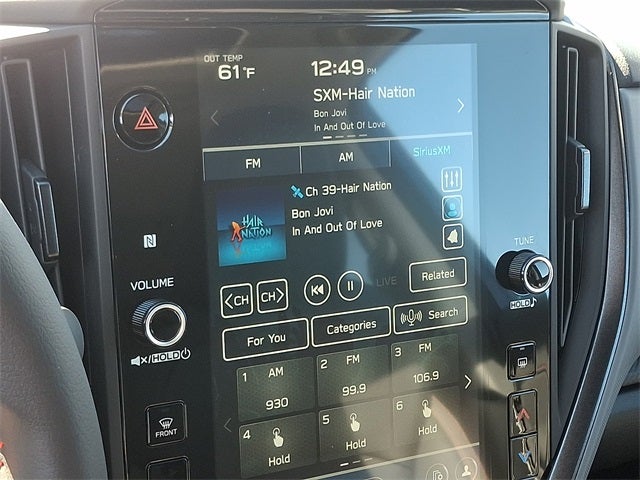 OUT TEMP
61°F
12:49 PM
SXM-Hair Nation
Bon Jovi
In And Out Of Love
FM
AM
SiriusXM
Ch 39-Hair Nation
Bon Jovi
In And Out Of Love
HAIR NATION
N
VOLUME
TUNE
HOLD
<CH
CH>
LIVE
Related
For You
Categories
Search
HOLD
FRONT
1 AM
930
2 FM
99.9
3 FM
106.9
4
Hold
5
Hold
6
Hold